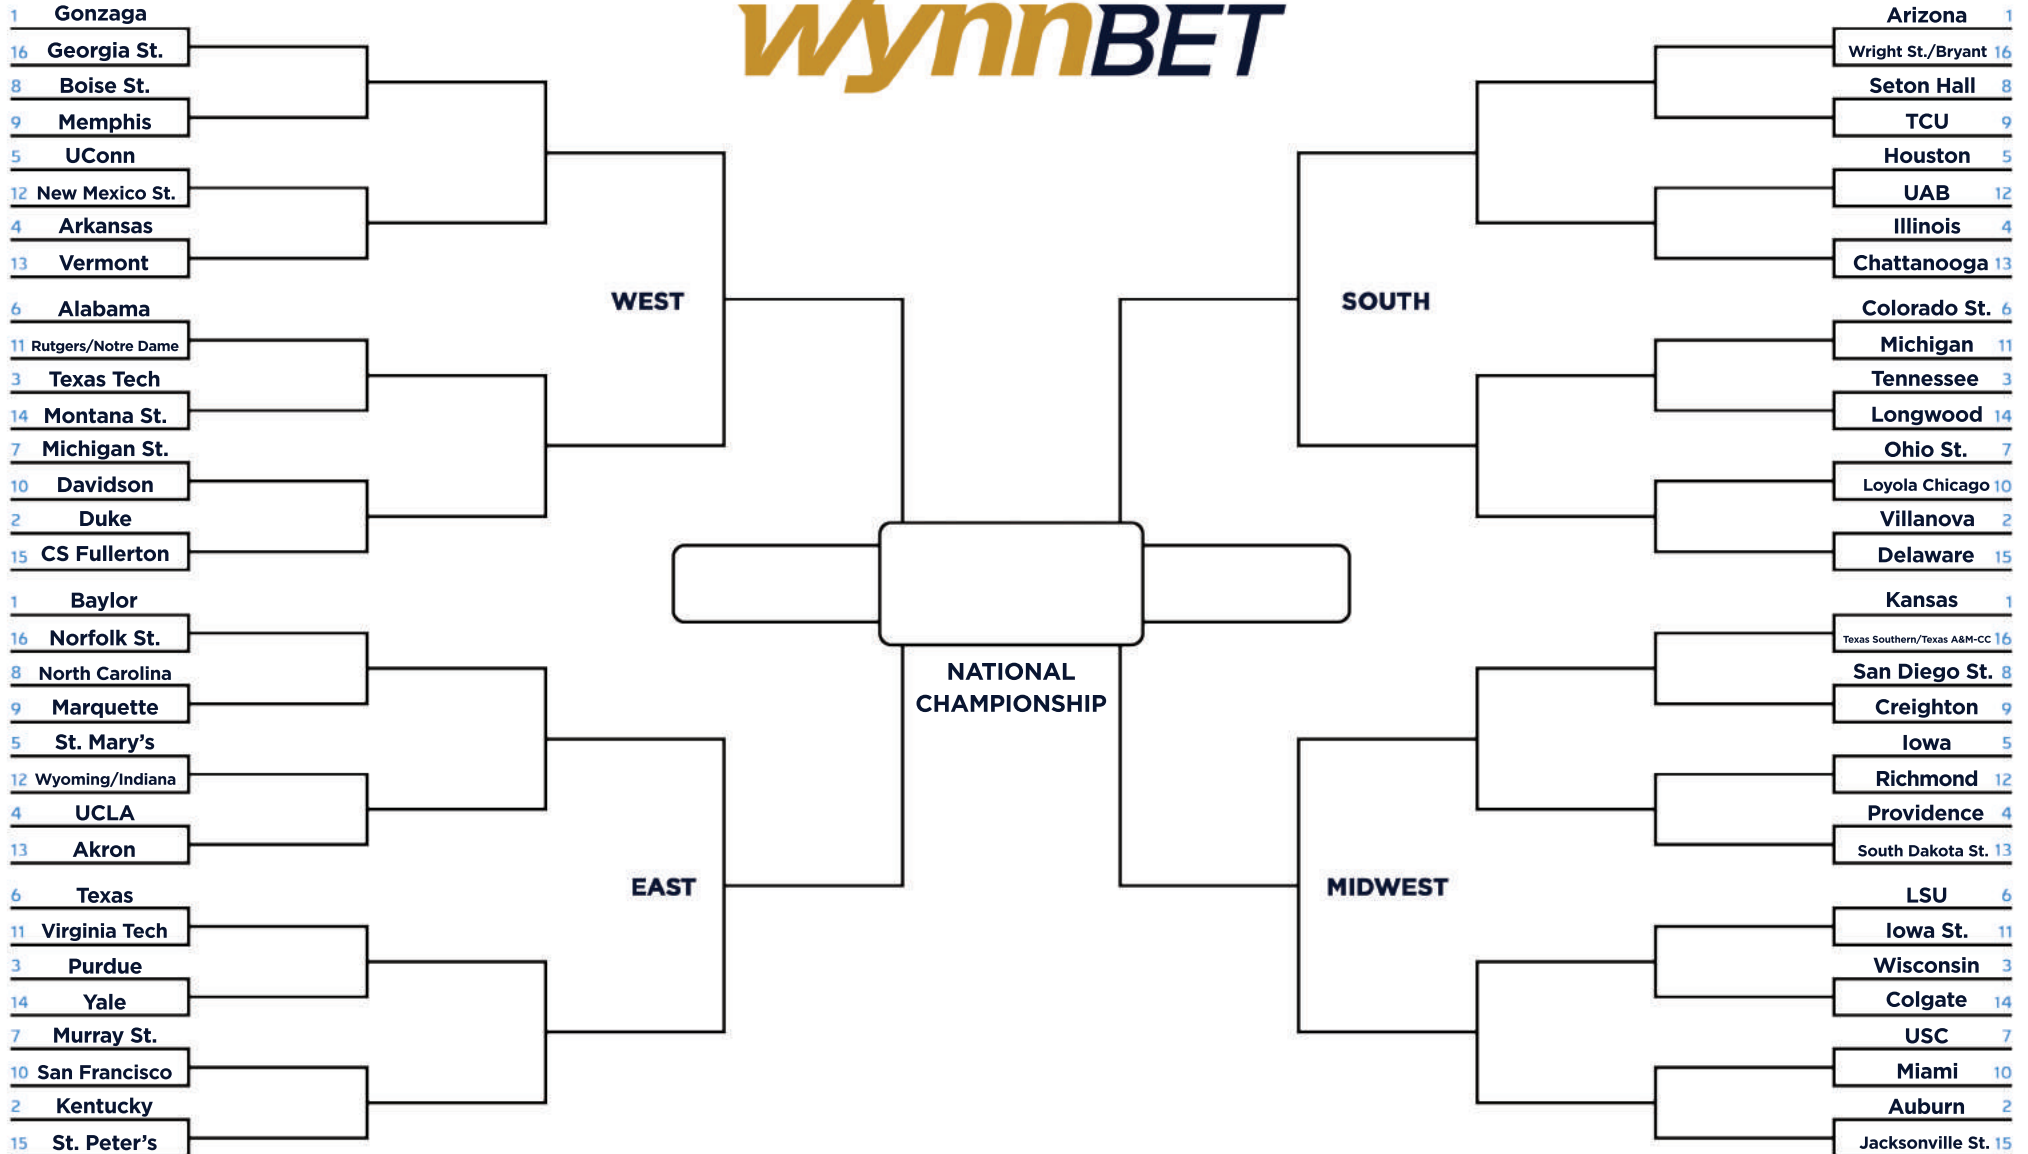 wynnBET
1 Gonzaga
16 Georgia St.
8 Boise St.
9 Memphis
5 UConn
12 New Mexico St.
4 Arkansas
13 Vermont
6 Alabama
11 Rutgers/Notre Dame
3 Texas Tech
14 Montana St.
7 Michigan St.
10 Davidson
2 Duke
15 CS Fullerton
WEST
1 Baylor
16 Norfolk St.
8 North Carolina
9 Marquette
5 St. Mary's
12 Wyoming/Indiana
4 UCLA
13 Akron
6 Texas
11 Virginia Tech
3 Purdue
14 Yale
7 Murray St.
10 San Francisco
2 Kentucky
15 St. Peter's
EAST
NATIONAL
CHAMPIONSHIP
Arizona 1
Wright St./Bryant 16
Seton Hall 8
TCU 9
Houston 5
UAB 12
Illinois 4
Chattanooga 13
Colorado St. 6
Michigan 11
Tennessee 3
Longwood 14
Ohio St. 7
Loyola Chicago 10
Villanova 2
Delaware 15
SOUTH
Kansas 1
Texas Southern/Texas A&M-CC 16
San Diego St. 8
Creighton 9
Iowa 5
Richmond 12
Providence 4
South Dakota St. 13
LSU 6
Iowa St. 11
Wisconsin 3
Colgate 14
USC 7
Miami 10
Auburn 2
Jacksonville St. 15
MIDWEST